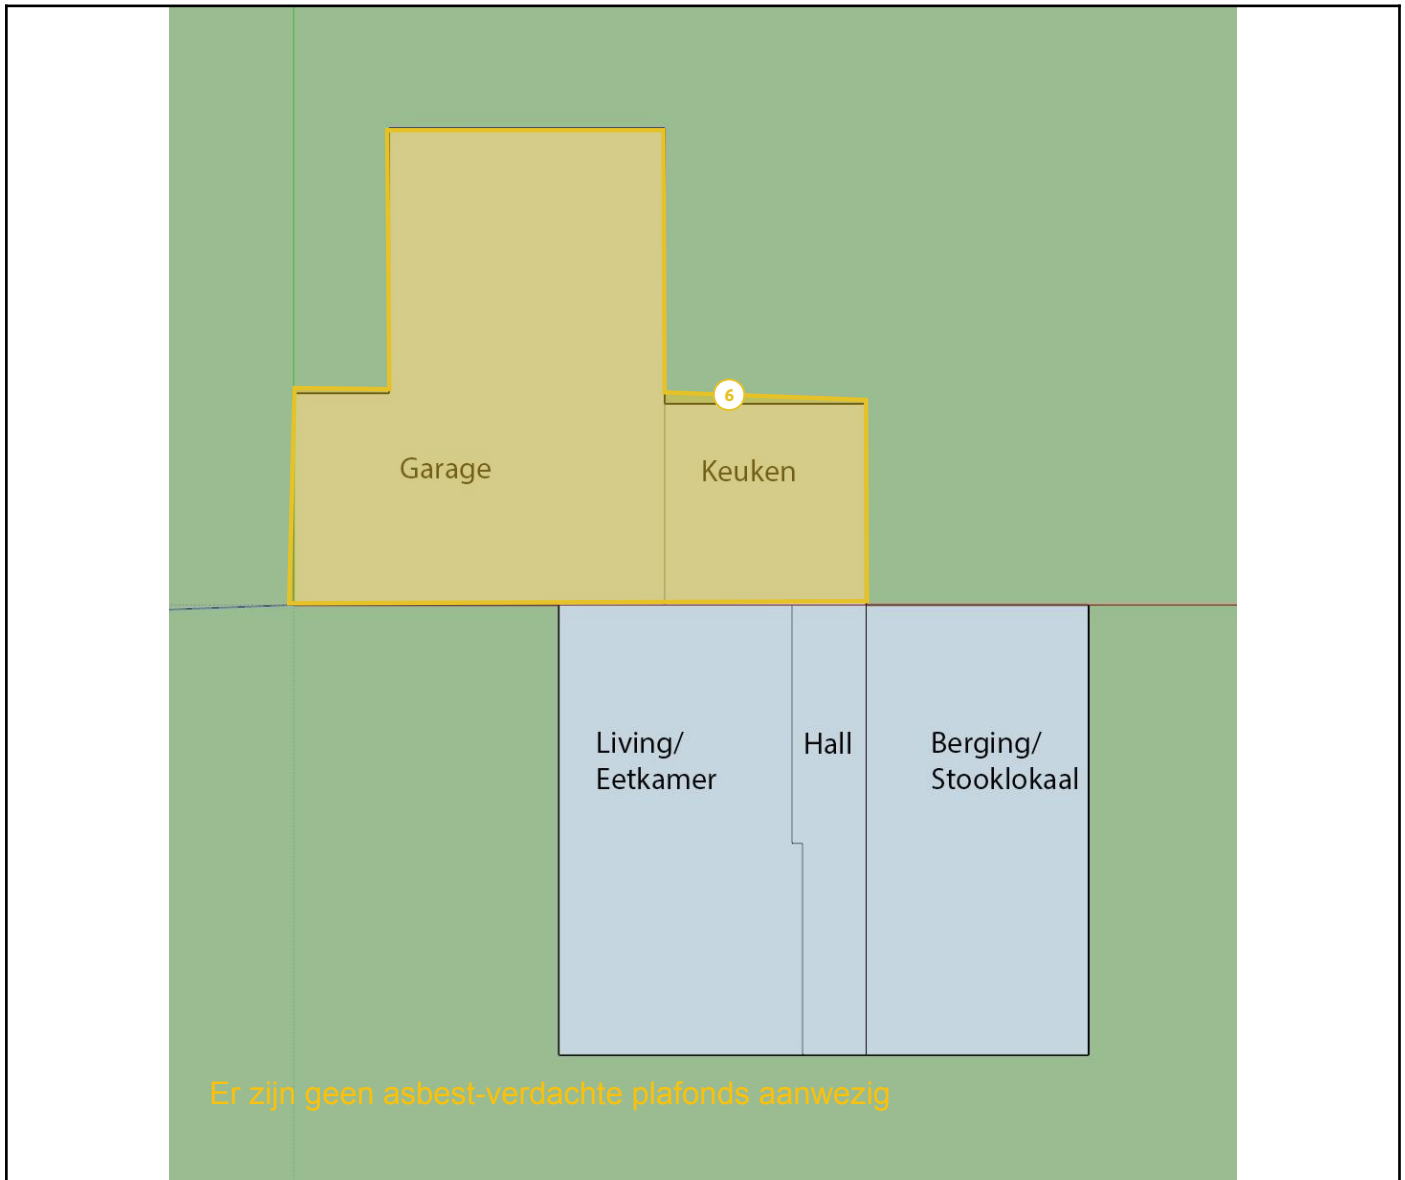 6
Garage
Keuken
Living/
Eetkamer
Hall
Berging/
Stooklokaal
Er zijn geen asbest-verdachte plafonds aanwezig